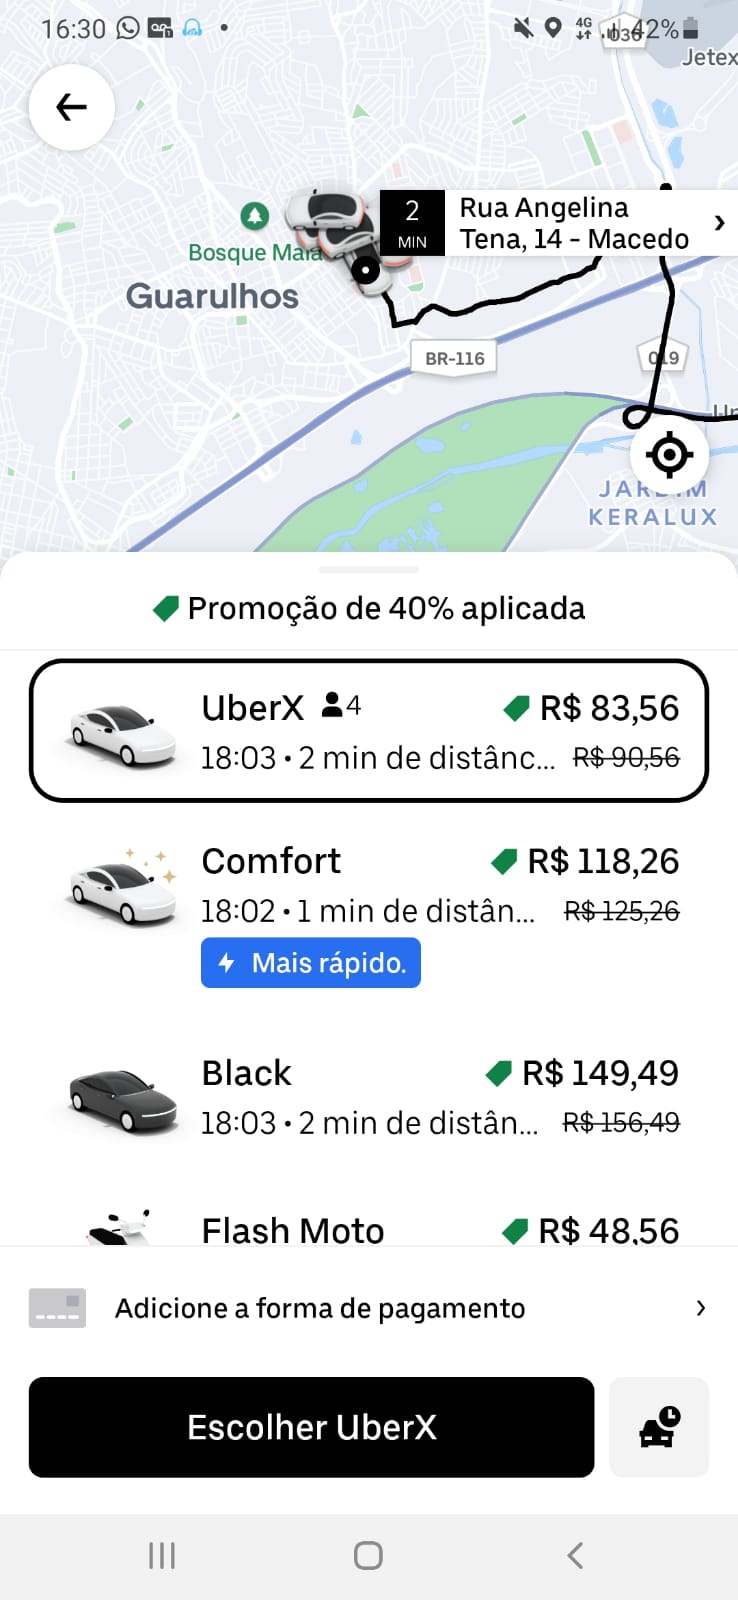 16:30
4G
42%
036
Jetex
2
MIN
Rua Angelina
Tena, 14 - Macedo
Bosque Maia
Guarulhos
BR-116
019
JARDIM
KERALUX
Promoção de 40% aplicada
UberX 4 R$ 83,56
18:03 • 2 min de distânc... R$ 90,56
Comfort R$ 118,26
18:02 • 1 min de distân... R$ 125,26
Mais rápido.
Black R$ 149,49
18:03 • 2 min de distân... R$ 156,49
Flash Moto R$ 48,56
Adicione a forma de pagamento
Escolher UberX